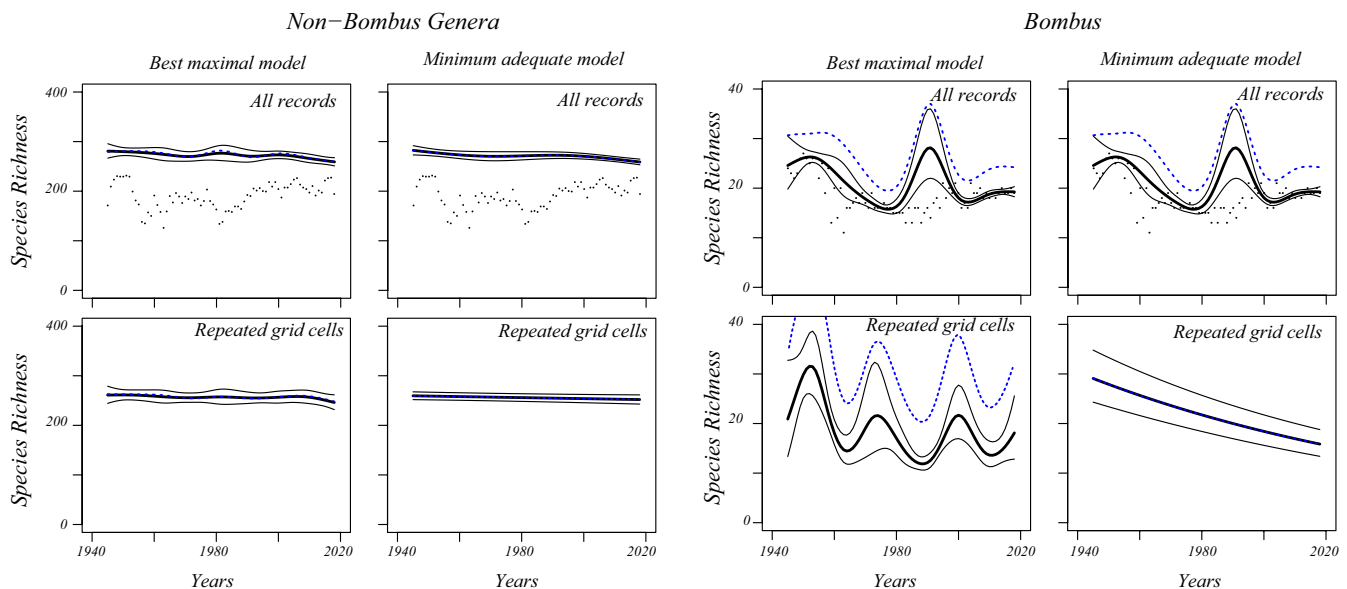 Non−Bombus Genera
Bombus
Best maximal model
Minimum adequate model
Best maximal model
Minimum adequate model
All records
All records
All records
All records
Species Richness
400
200
0
Species Richness
40
20
0
Repeated grid cells
Repeated grid cells
Repeated grid cells
Repeated grid cells
Species Richness
400
200
0
Species Richness
40
20
0
1940 1980 2020
1940 1980 2020
1940 1980 2020
1940 1980 2020
Years
Years
Years
Years